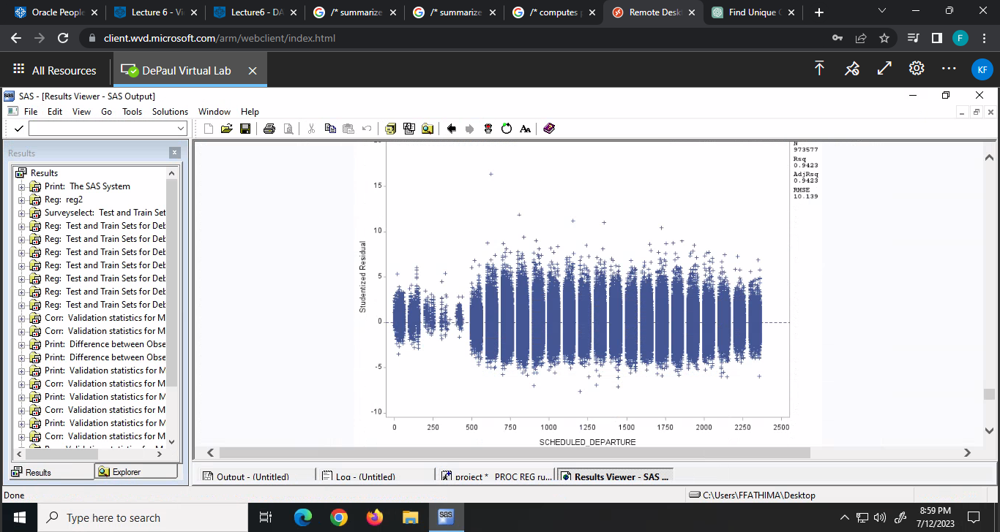 Oracle People
Lecture 6 - Vi
Lecture6 - DA
/* summarize
/* summarize
/* computes p
Remote Desk
Find Unique C
client.wvd.microsoft.com/arm/webclient/index.html
F
All Resources
DePaul Virtual Lab
KF
SAS - [Results Viewer - SAS Output]
File Edit View Go Tools Solutions Window Help
Results
Results
Print: The SAS System
Reg: reg2
Surveyselect: Test and Train Set
Reg: Test and Train Sets for Deb
Reg: Test and Train Sets for Deb
Reg: Test and Train Sets for Deb
Reg: Test and Train Sets for Deb
Reg: Test and Train Sets for Deb
Reg: Test and Train Sets for Deb
Reg: Test and Train Sets for Deb
Corr: Validation statistics for M
Corr: Validation statistics for M
Print: Difference between Obse
Print: Difference between Obse
Print: Validation statistics for M
Corr: Validation statistics for M
Print: Validation statistics for M
Corr: Validation statistics for M
Print: Validation statistics for M
Corr: Validation statistics for M
Results
Explorer
N
973577
Rsq
0.9423
AdjRsq
0.9423
RMSE
10.139
15
10
5
0
-5
-10
Studentized Residual
0 250 500 750 1000 1250 1500 1750 2000 2250 2500
SCHEDULED_DEPARTURE
Output - (Untitled)
Log - (Untitled)
project * PROC REG ru...
Results Viewer - SAS ...
Done
C:\Users\FFATHIMA\Desktop
Type here to search
sas
8:59 PM
7/12/2023